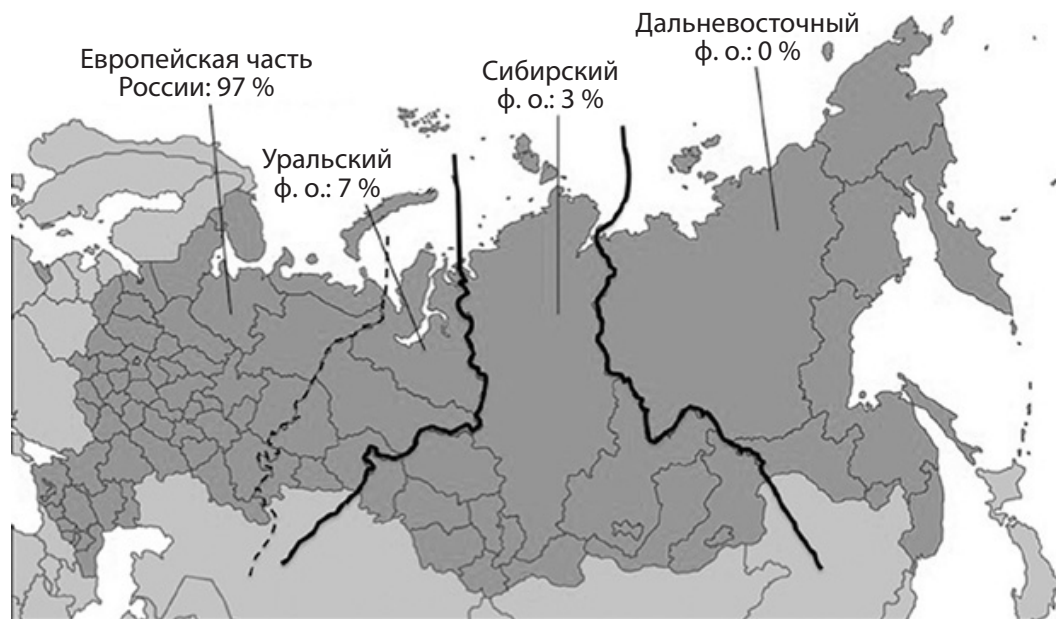 Европейская часть
России: 97 %
Уральский
ф. о.: 7 %
Сибирский
ф. о.: 3 %
Дальневосточный
ф. о.: 0 %